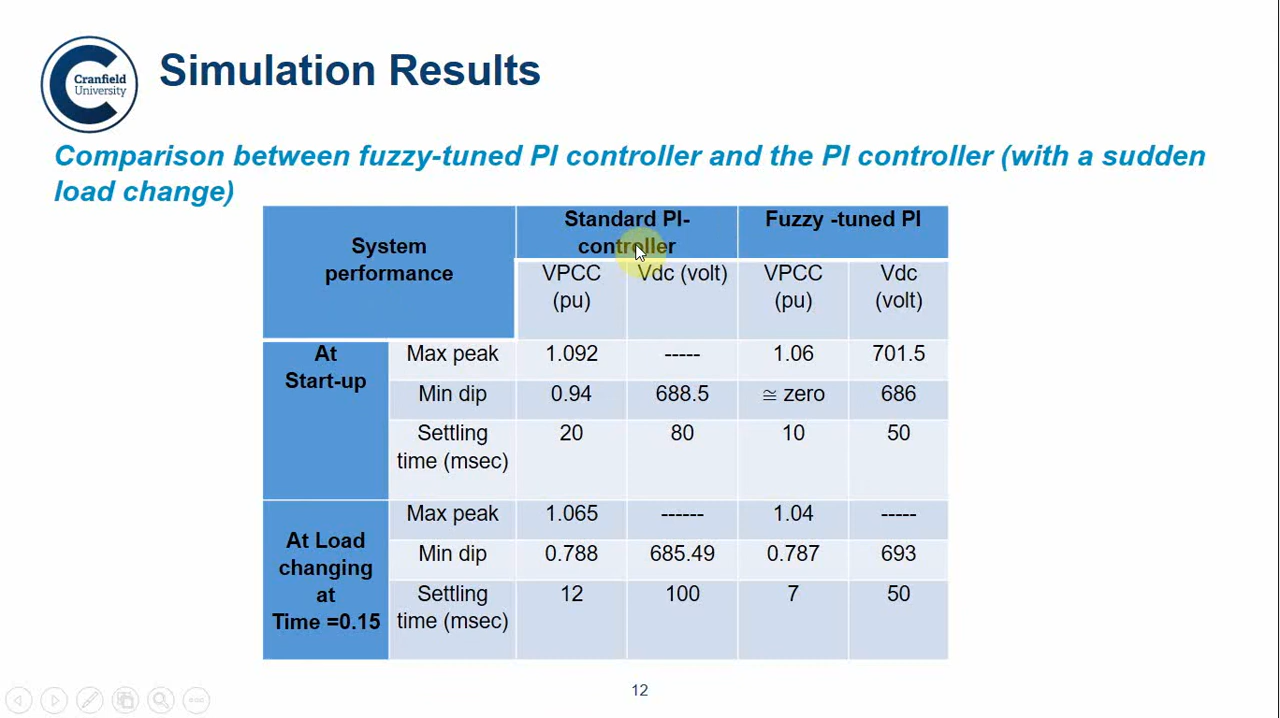 Cranfield
University
Simulation Results
Comparison between fuzzy-tuned PI controller and the PI controller (with a sudden
load change)
System
performance
Standard PI-
controller
Fuzzy -tuned PI
VPCC
(pu)
Vdc (volt)
VPCC
(pu)
Vdc
(volt)
At
Start-up
Max peak 1.092 ----- 1.06 701.5
Min dip 0.94 688.5 ≅ zero 686
Settling
time (msec)
20 80 10 50
At Load
changing
at
Time =0.15
Max peak 1.065 ------ 1.04 -----
Min dip 0.788 685.49 0.787 693
Settling
time (msec)
12 100 7 50
12